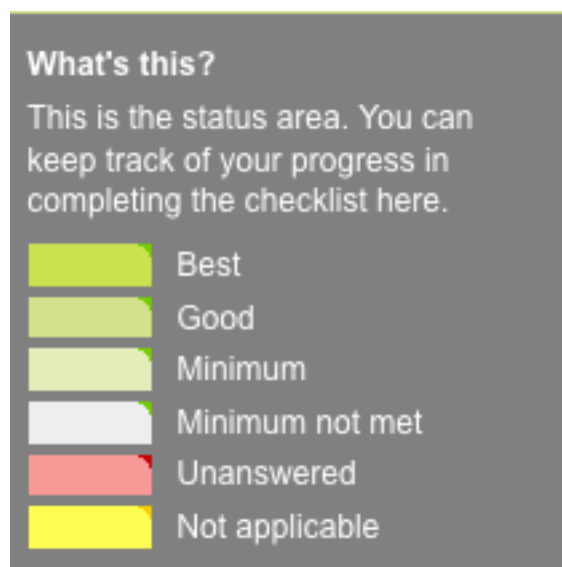 What's this?
This is the status area. You can
keep track of your progress in
completing the checklist here.
Best
Good
Minimum
Minimum not met
Unanswered
Not applicable